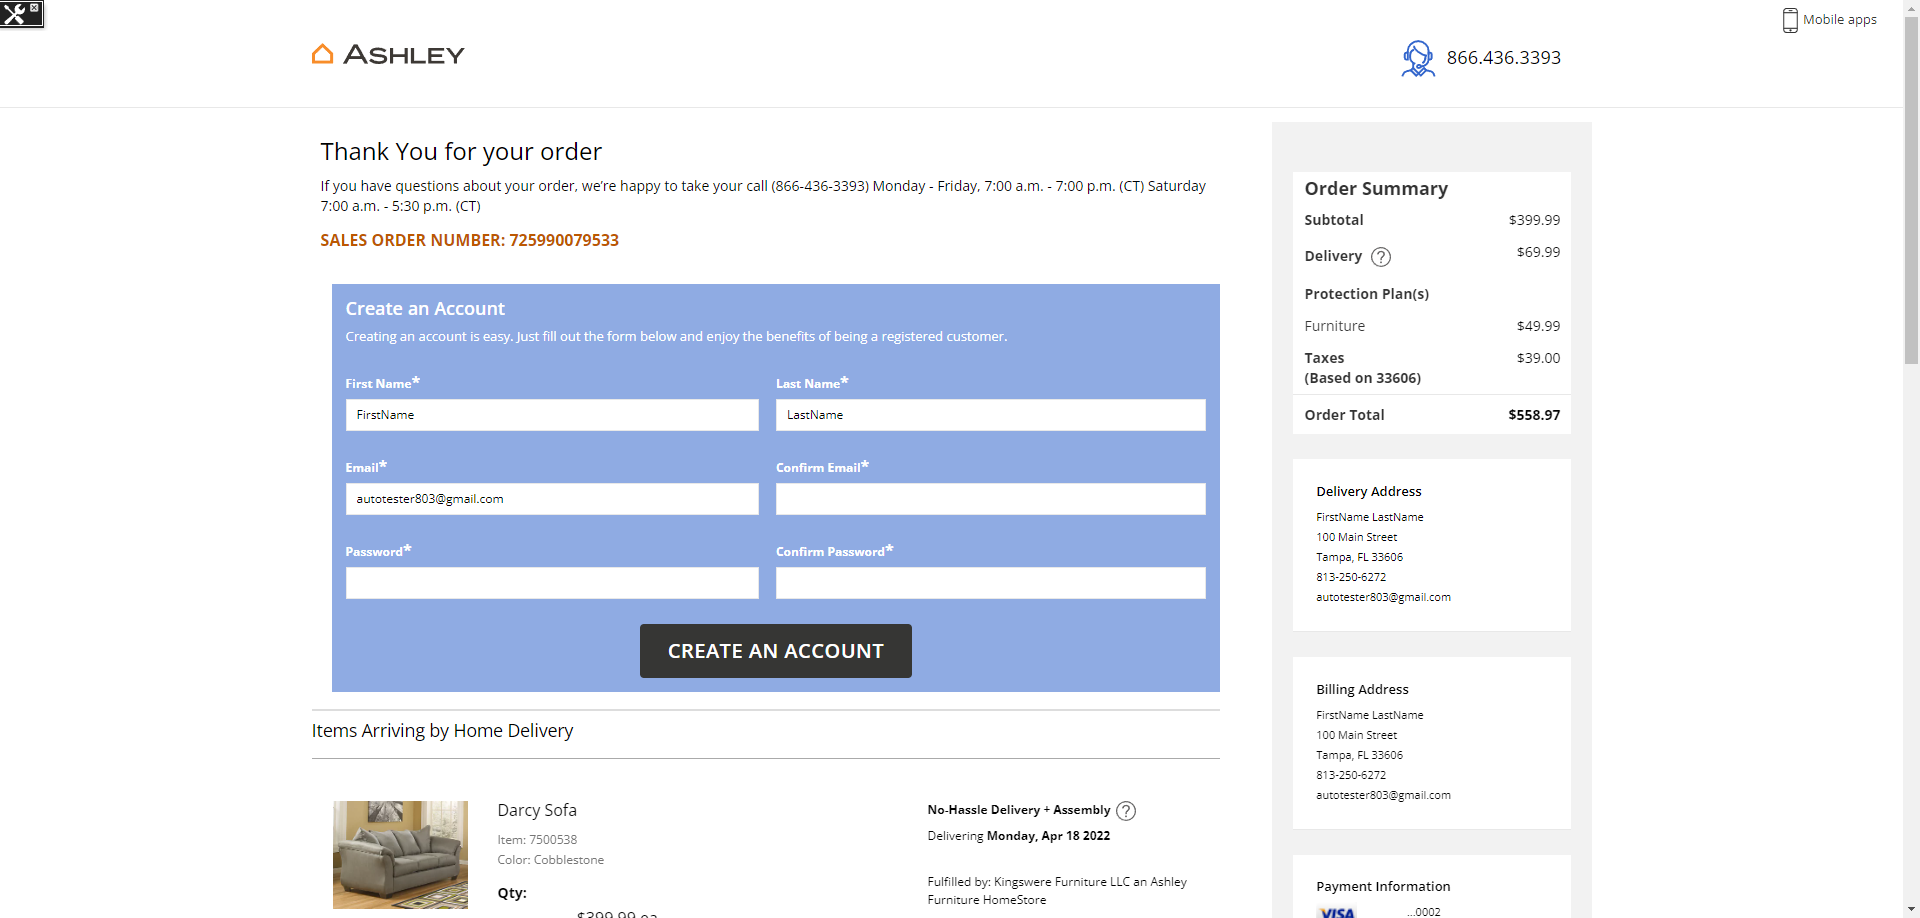 Mobile apps
ASHLEY
866.436.3393
Thank You for your order
If you have questions about your order, we're happy to take your call (866-436-3393) Monday - Friday, 7:00 a.m. - 7:00 p.m. (CT) Saturday
7:00 a.m. - 5:30 p.m. (CT)
SALES ORDER NUMBER: 725990079533
Create an Account
Creating an account is easy. Just fill out the form below and enjoy the benefits of being a registered customer.
First Name*
Last Name*
FirstName
LastName
Email*
Confirm Email*
autotester803@gmail.com
Password*
Confirm Password*
CREATE AN ACCOUNT
Items Arriving by Home Delivery
Darcy Sofa
Item: 7500538
Color: Cobblestone
Qty:
$399.99 ea
No-Hassle Delivery + Assembly ?
Delivering Monday, Apr 18 2022
Fulfilled by: Kingswere Furniture LLC an Ashley
Furniture HomeStore
Order Summary
Subtotal $399.99
Delivery ? $69.99
Protection Plan(s)
Furniture $49.99
Taxes $39.00
(Based on 33606)
Order Total $558.97
Delivery Address
FirstName LastName
100 Main Street
Tampa, FL 33606
813-250-6272
autotester803@gmail.com
Billing Address
FirstName LastName
100 Main Street
Tampa, FL 33606
813-250-6272
autotester803@gmail.com
Payment Information
VISA ...0002